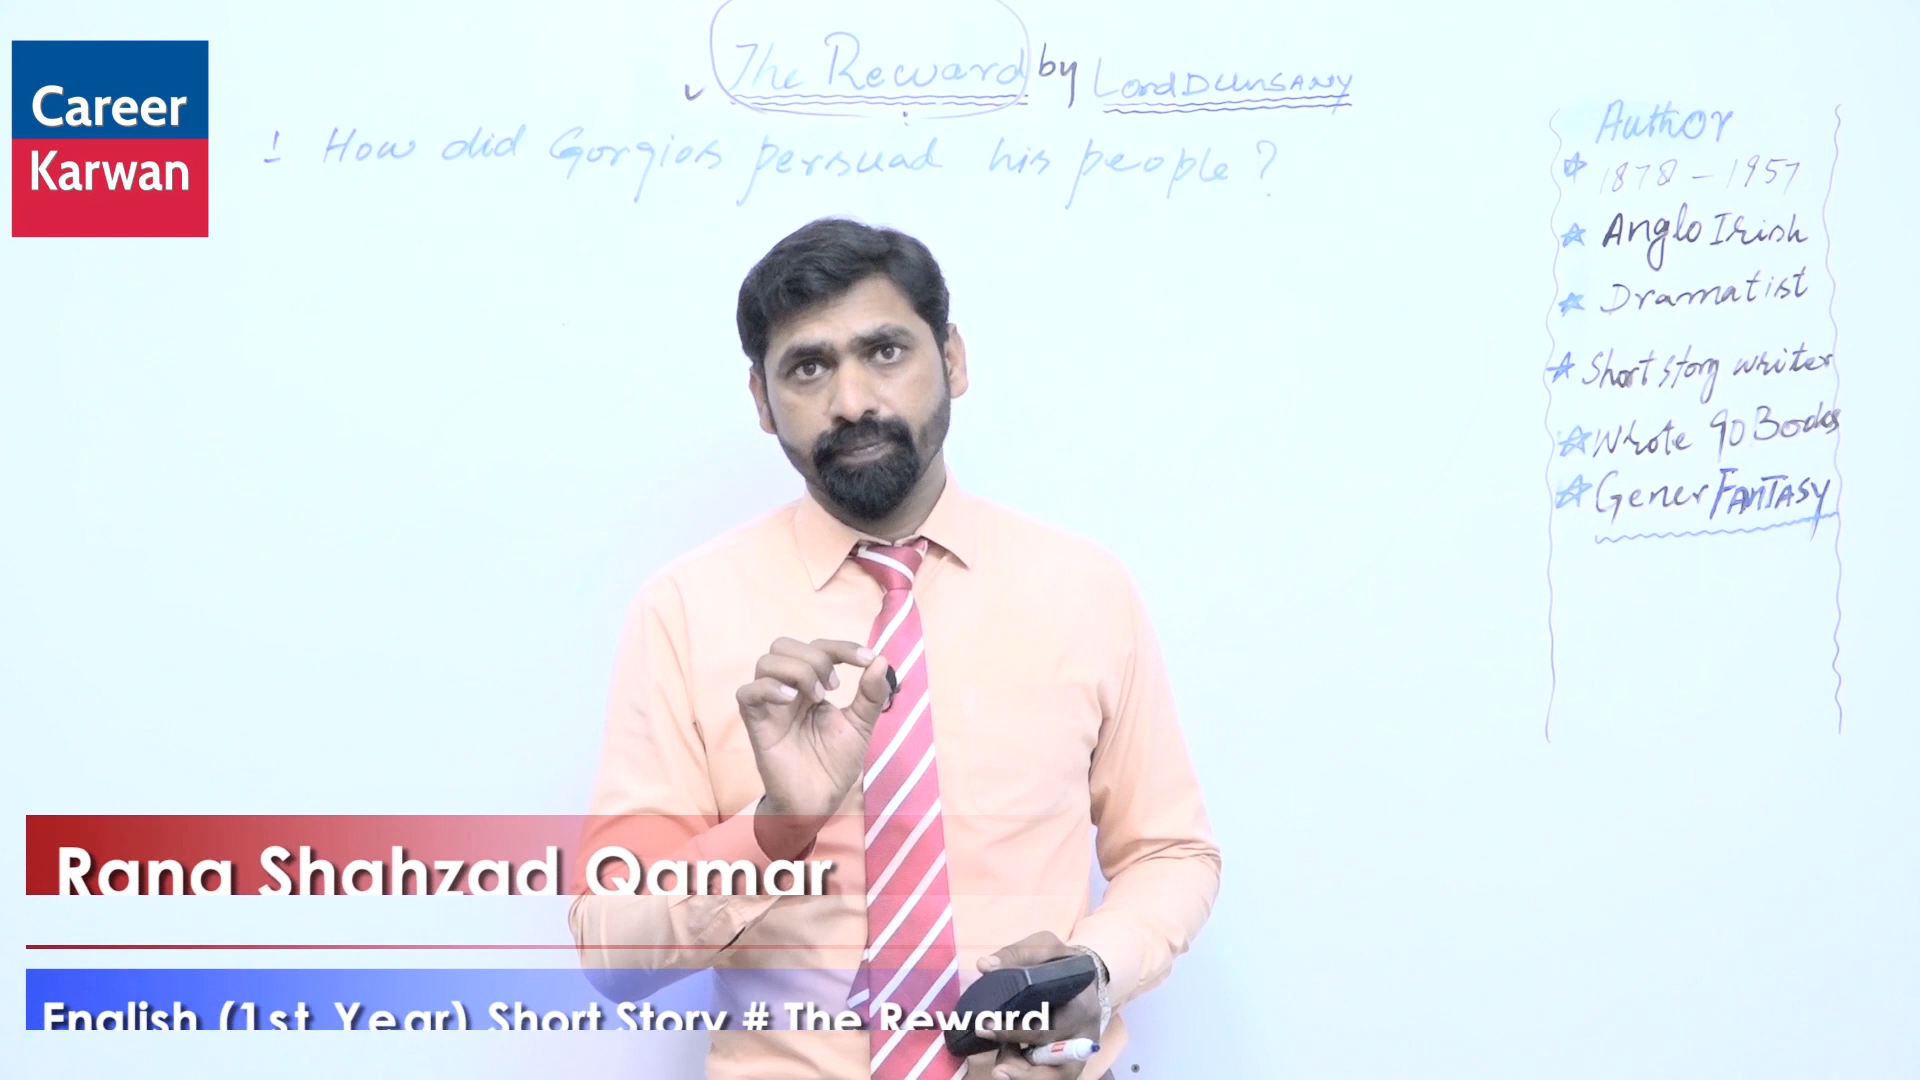 Career
Karwan
The Reward by Lord DUNSANY
1 How did Gorgios persuad his people?
Author
1878 - 1957
Anglo Irish
Dramatist
Short story writer
Wrote 90 Books
Gener FANTASY
Rana Shahzad Qamar
English (1st Year) Short Story # The Reward